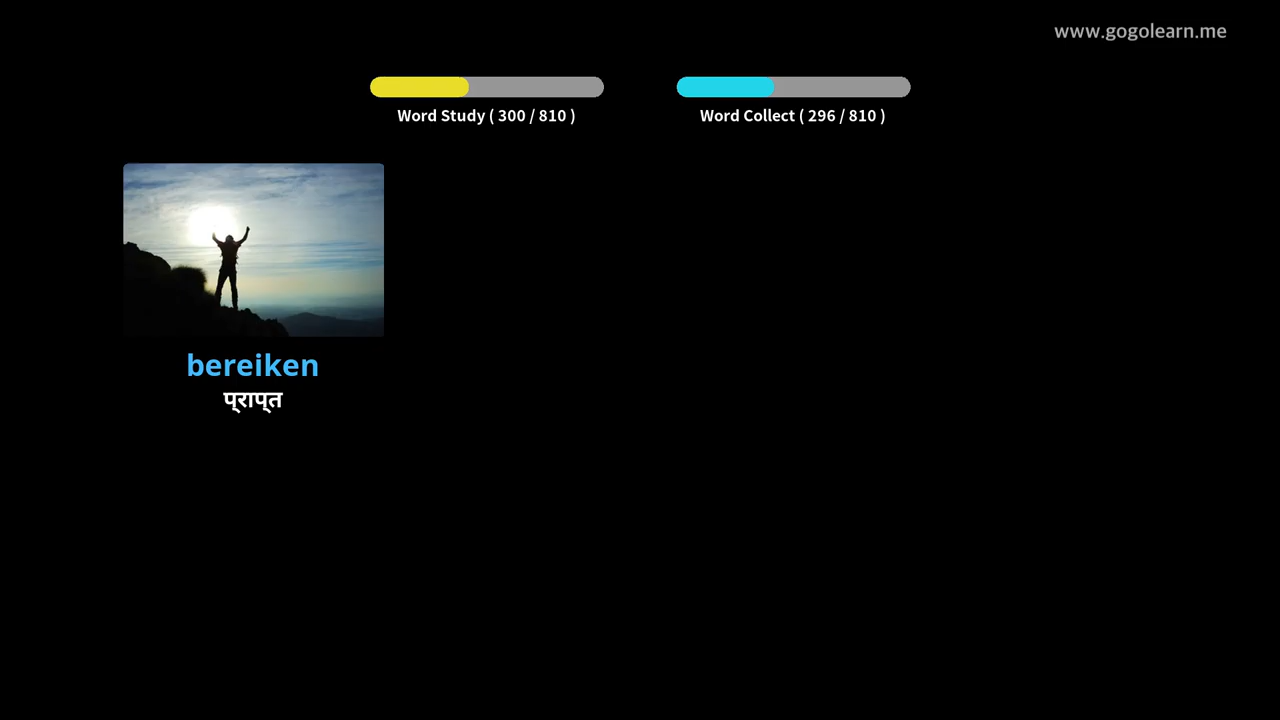 www.gogolearn.me
Word Study ( 300 / 810 )
Word Collect ( 296 / 810 )
bereiken
प्राप्त